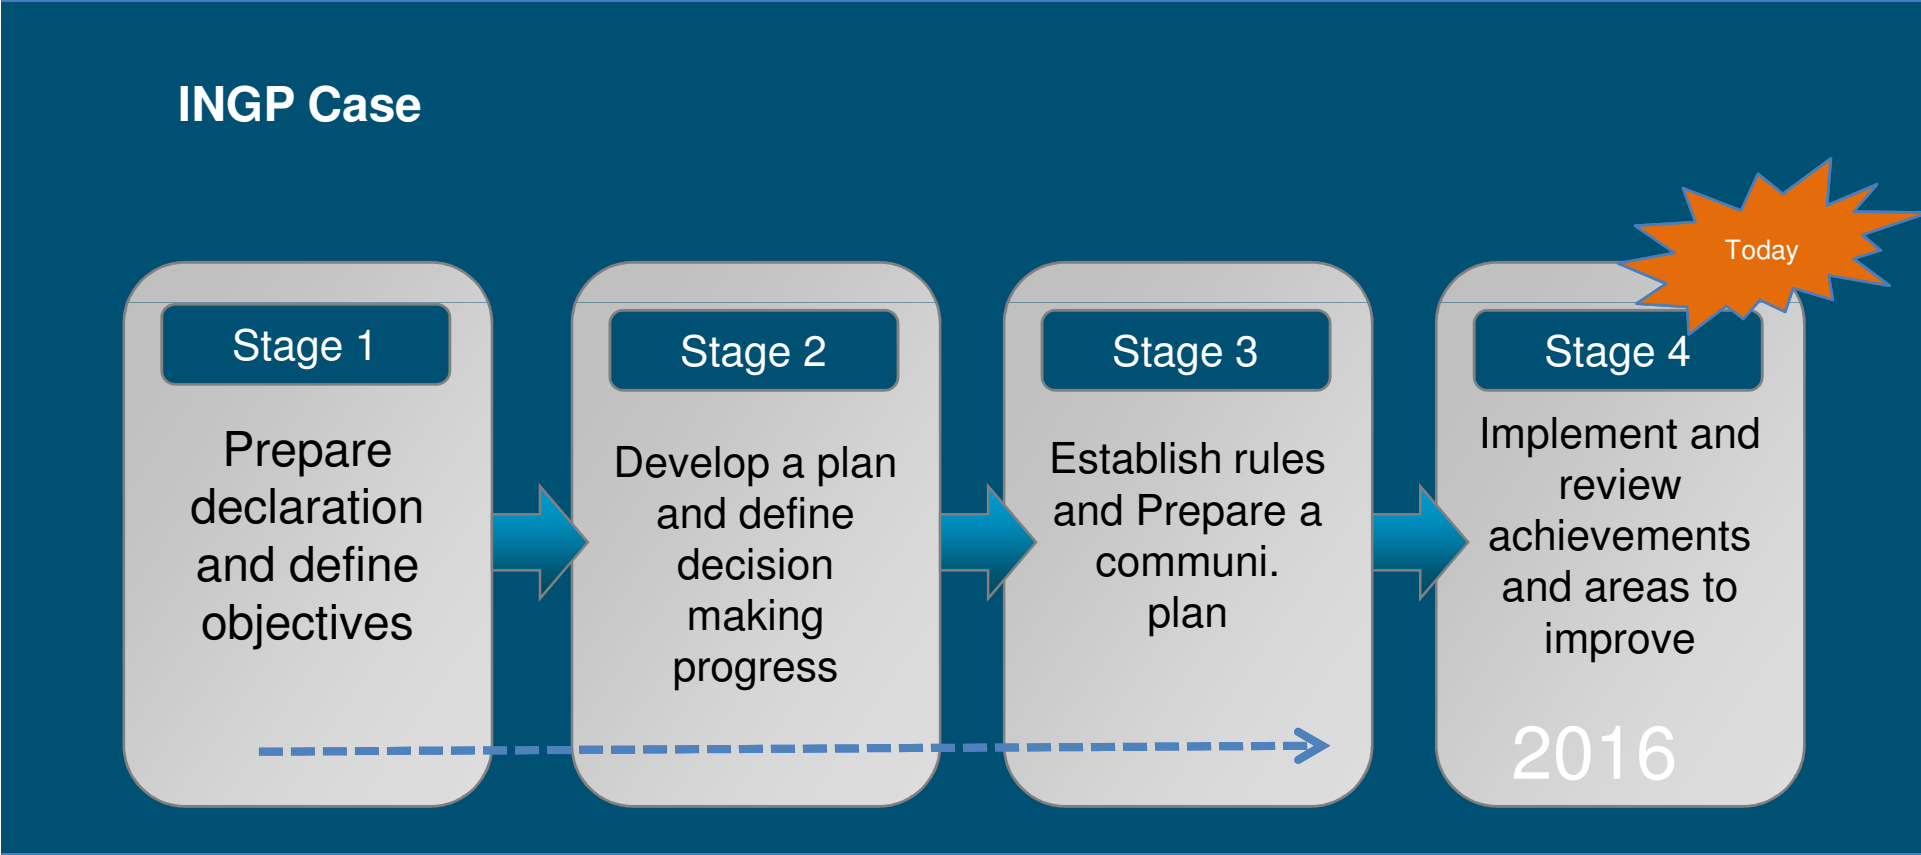 INGP Case
Today
Stage 1
Prepare
declaration
and define
objectives
Stage 2
Develop a plan
and define
decision
making
progress
Stage 3
Establish rules
and Prepare a
communi.
plan
Stage 4
Implement and
review
achievements
and areas to
improve
2016